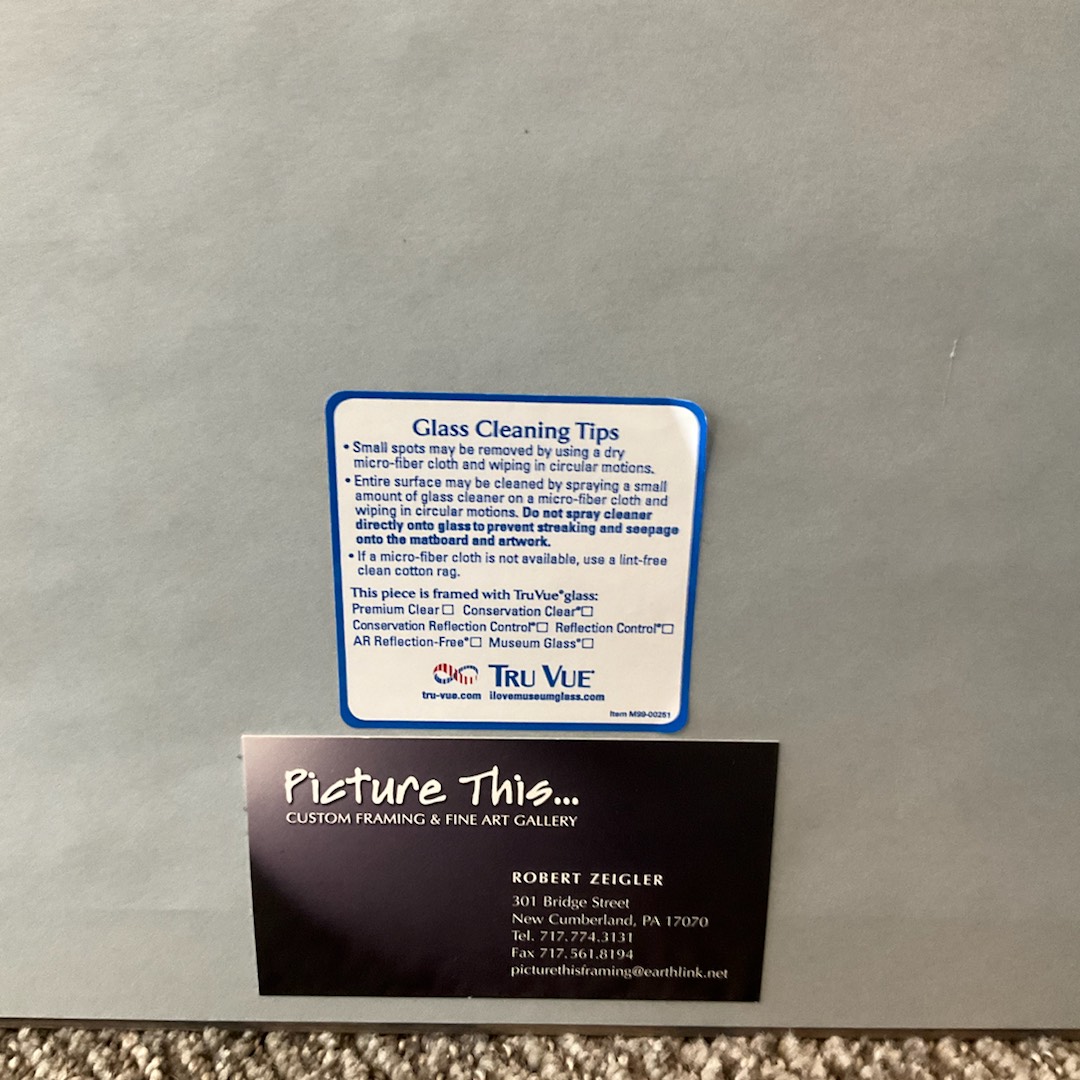 Glass Cleaning Tips
• Small spots may be removed by using a dry
micro-fiber cloth and wiping in circular motions.
• Entire surface may be cleaned by spraying a small
amount of glass cleaner on a micro-fiber cloth and
wiping in circular motions. Do not spray cleaner
directly onto glass to prevent streaking and seepage
onto the matboard and artwork.
• If a micro-fiber cloth is not available, use a lint-free
clean cotton rag.
This piece is framed with Tru Vue® glass:
Premium Clear □ Conservation Clear® □
Conservation Reflection Control® □ Reflection Control® □
AR Reflection-Free® □ Museum Glass® □
TRU VUE®
tru-vue.com ilovemuseumglass.com
Item M99-00251
Picture This...
CUSTOM FRAMING & FINE ART GALLERY
ROBERT ZEIGLER
301 Bridge Street
New Cumberland, PA 17070
Tel. 717.774.3131
Fax 717.561.8194
picturethisframing@earthlink.net